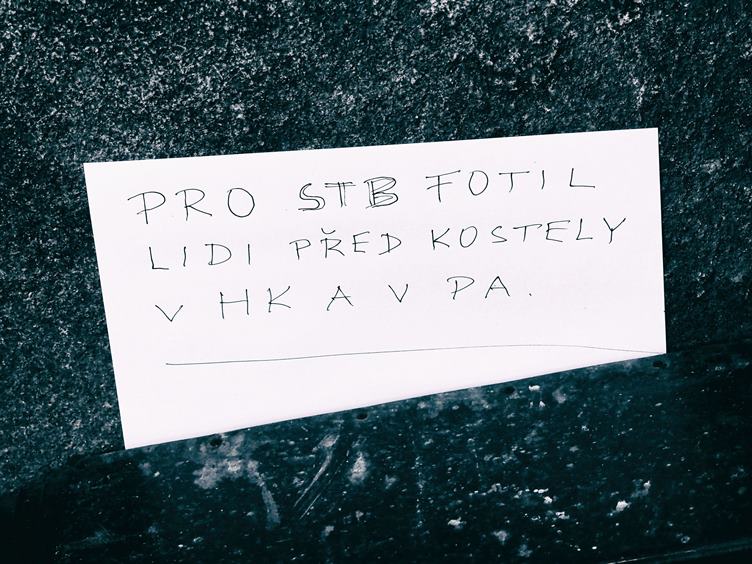 PRO STB FOTIL
LIDI PŘED KOSTELY
V HK A V PA.